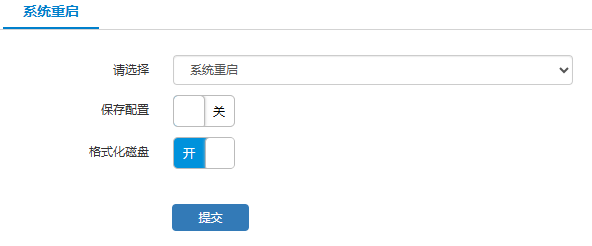 系统重启
请选择 系统重启
保存配置 关
格式化磁盘 开
提交